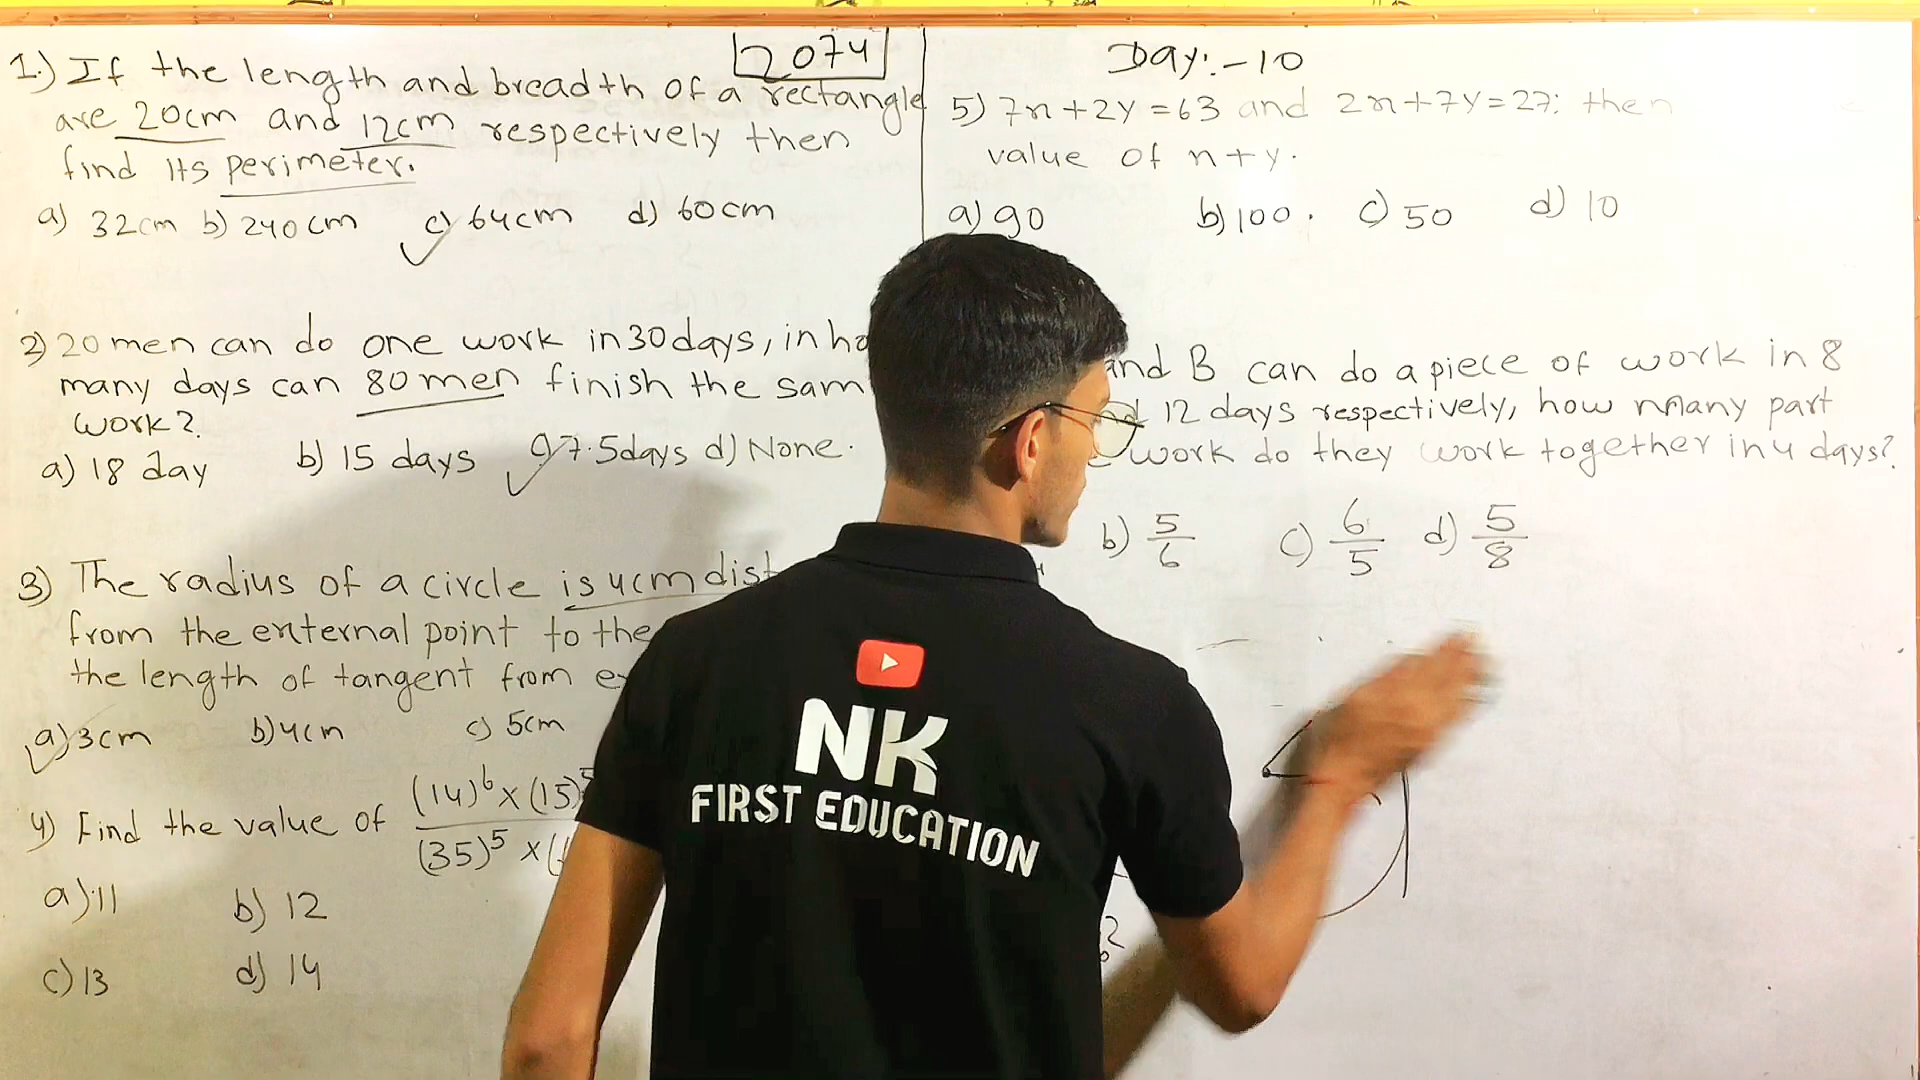 2074
1.) If the length and breadth of a rectangle
are 20cm and 12cm respectively then
find its perimeter.
a) 32cm b) 240cm c) 64cm d) 60cm
2) 20 men can do one work in 30 days, in
many days can 80 men finish the
work?
a) 18 day b) 15 days c) 7.5days d) None.
3) The radius of a circle is 4cm
from the external point to the
the length of tangent from
a) 3cm b) 4cm c) 5cm
4) Find the value of (14)^6 x (15)^5 / (35)^5 x
a) 11 b) 12
c) 13 d) 14
Day:-10
5) 7x+2y=63 and 2x+7y=27: then
value of x+y.
a) 90 b) 100. c) 50 d) 10
and B can do a piece of work in 8
12 days respectively, how many part
work do they work together in 4 days?
b) 5/6 c) 6/5 d) 5/8
NK
FIRST EDUCATION